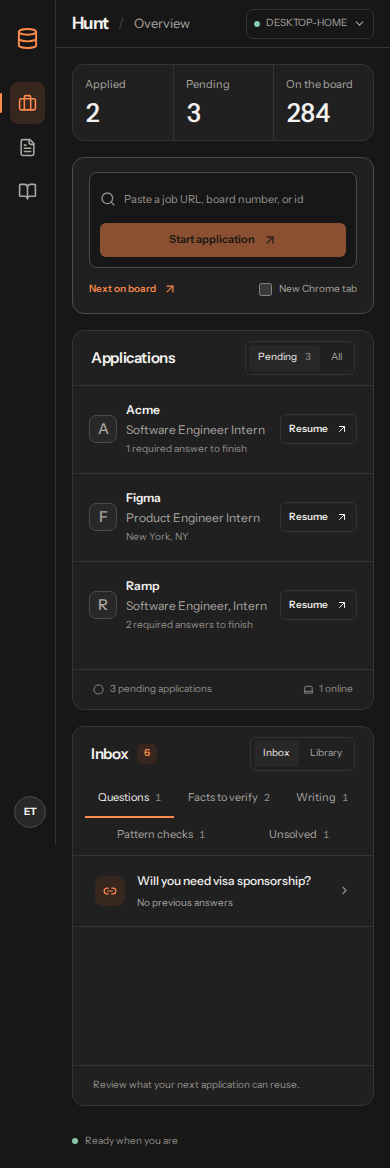 Hunt / Overview
DESKTOP-HOME
Applied
2
Pending
3
On the board
284
Paste a job URL, board number, or id
Start application
Next on board
New Chrome tab
Applications
Pending 3
All
A
Acme
Software Engineer Intern
1 required answer to finish
Resume
F
Figma
Product Engineer Intern
New York, NY
Resume
R
Ramp
Software Engineer, Intern
2 required answers to finish
Resume
3 pending applications
1 online
Inbox 6
Inbox
Library
Questions 1
Facts to verify 2
Writing 1
Pattern checks 1
Unsolved 1
Will you need visa sponsorship?
No previous answers
Review what your next application can reuse.
ET
Ready when you are